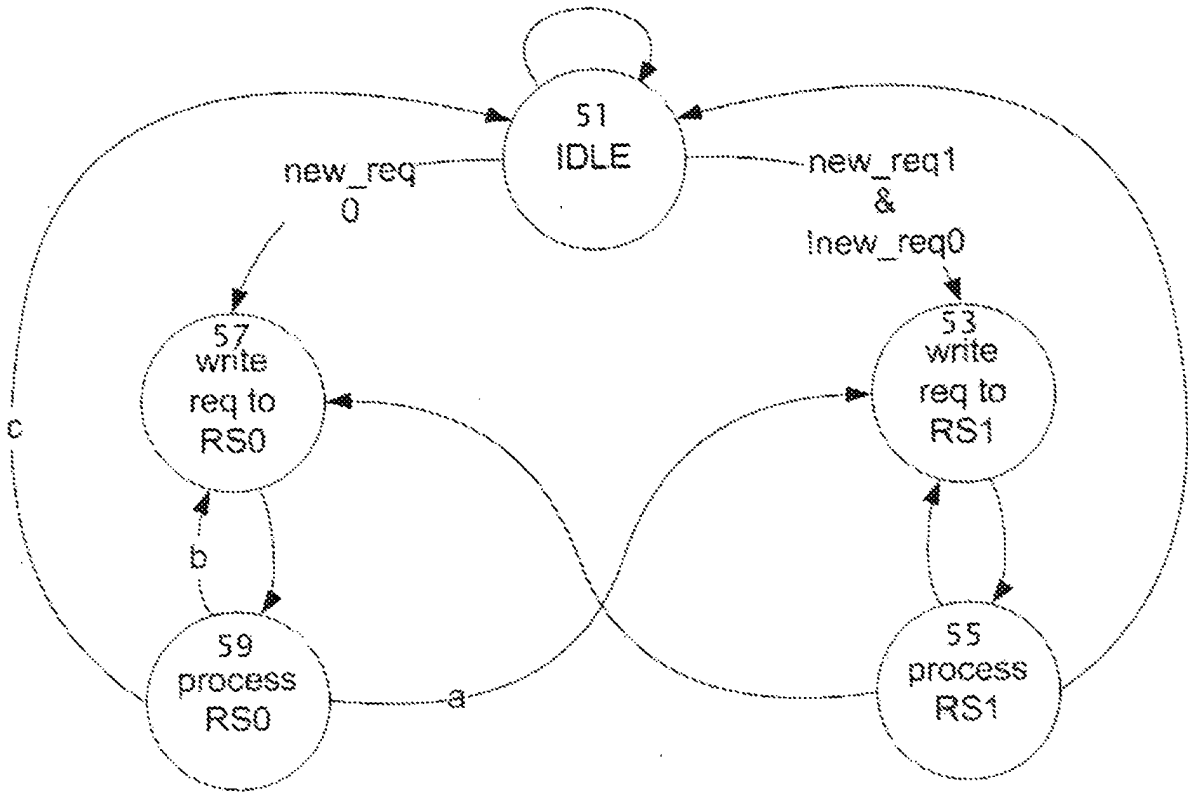 51
IDLE
new_req
0
new_req1
&
!new_req0
57
write
req to
RS0
53
write
req to
RS1
c
b
59
process
RS0
a
55
process
RS1